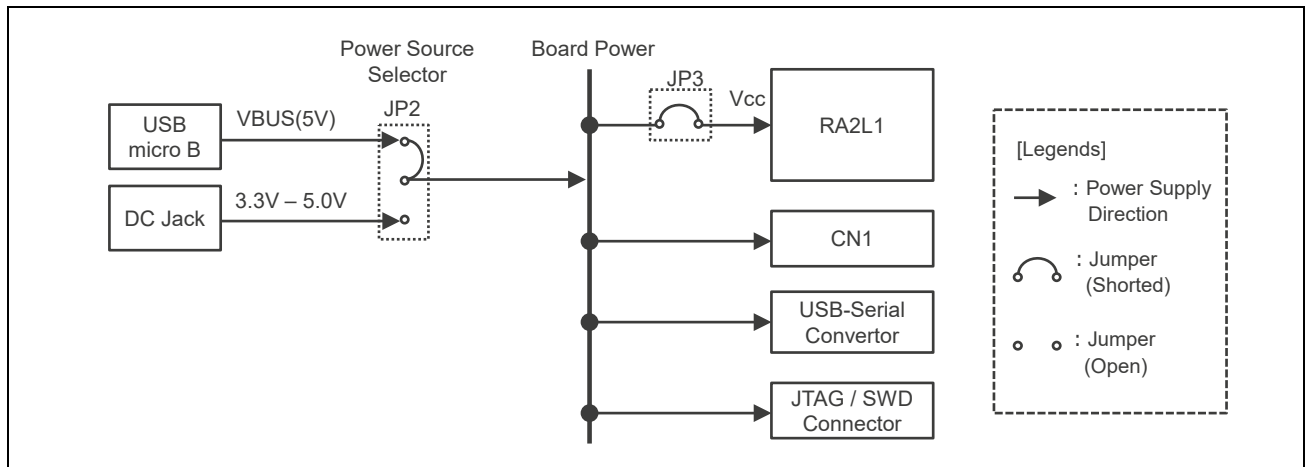 Power Source
Selector
Board Power
JP2
JP3
Vcc
USB
micro B
VBUS(5V)
DC Jack
3.3V – 5.0V
RA2L1
CN1
USB-Serial
Convertor
JTAG / SWD
Connector
[Legends]
: Power Supply
Direction
: Jumper
(Shorted)
: Jumper
(Open)